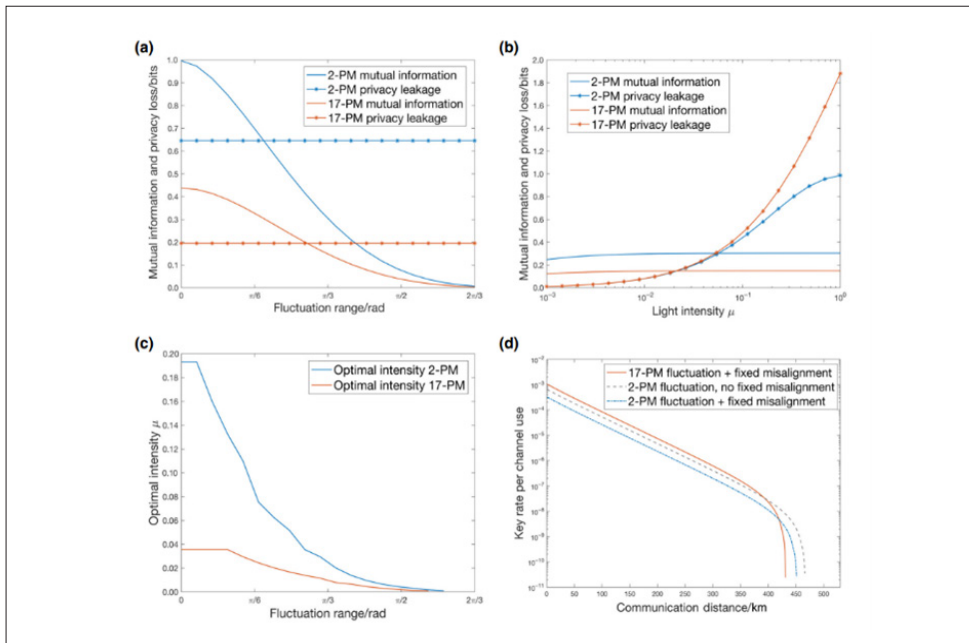 (a)
Mutual information and privacy loss/bits
1.0
0.9
0.8
0.7
0.6
0.5
0.4
0.3
0.2
0.1
0.0
2-PM mutual information
2-PM privacy leakage
17-PM mutual information
17-PM privacy leakage
0 π/6 π/3 π/2 2π/3
Fluctuation range/rad
(b)
Mutual information and privacy loss/bits
2.0
1.8
1.6
1.4
1.2
1.0
0.8
0.6
0.4
0.2
0.0
2-PM mutual information
2-PM privacy leakage
17-PM mutual information
17-PM privacy leakage
10⁻³ 10⁻² 10⁻¹ 10⁰
Light intensity μ
(c)
Optimal intensity μ
0.20
0.16
0.12
0.08
0.04
0.00
Optimal intensity 2-PM
Optimal intensity 17-PM
0 π/6 π/3 π/2 2π/3
Fluctuation range/rad
(d)
Key rate per channel use
10⁻²
10⁻³
10⁻⁴
10⁻⁵
10⁻⁶
10⁻⁷
10⁻⁸
10⁻⁹
10⁻¹⁰
10⁻¹¹
17-PM fluctuation + fixed misalignment
2-PM fluctuation, no fixed misalignment
2-PM fluctuation + fixed misalignment
0 50 100 150 200 250 300 350 400 450 500
Communication distance/km